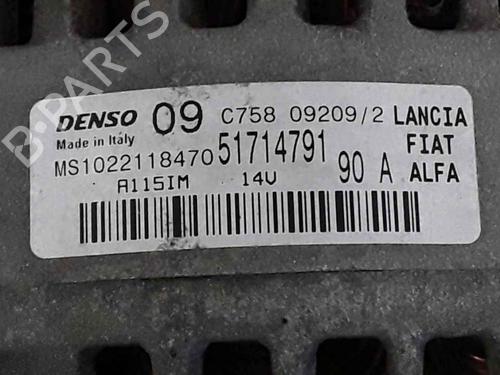 DENSO 09 C758 09209/2 LANCIA
Made in Italy FIAT
MS1022118470 51714791 90 A ALFA
A115IM 14V
B-PARTS